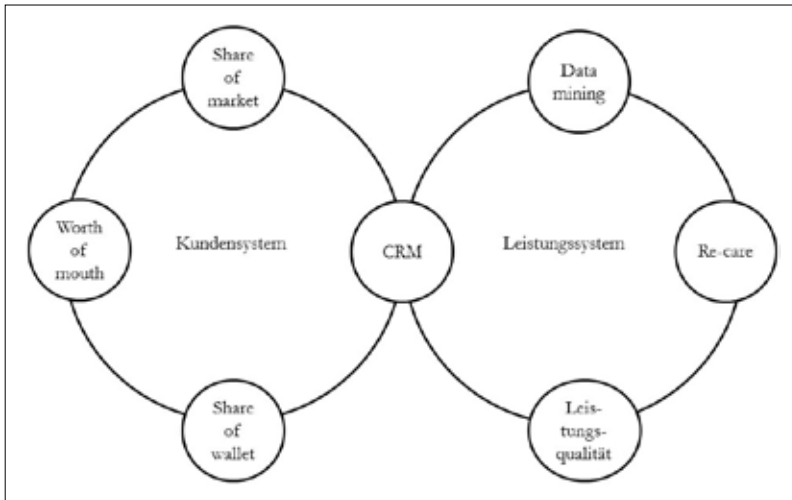 Share
of
market
Data
mining
Worth
of
mouth
Kundensystem
CRM
Leistungssystem
Re-care
Share
of
wallet
Leis-
tungs-
qualität